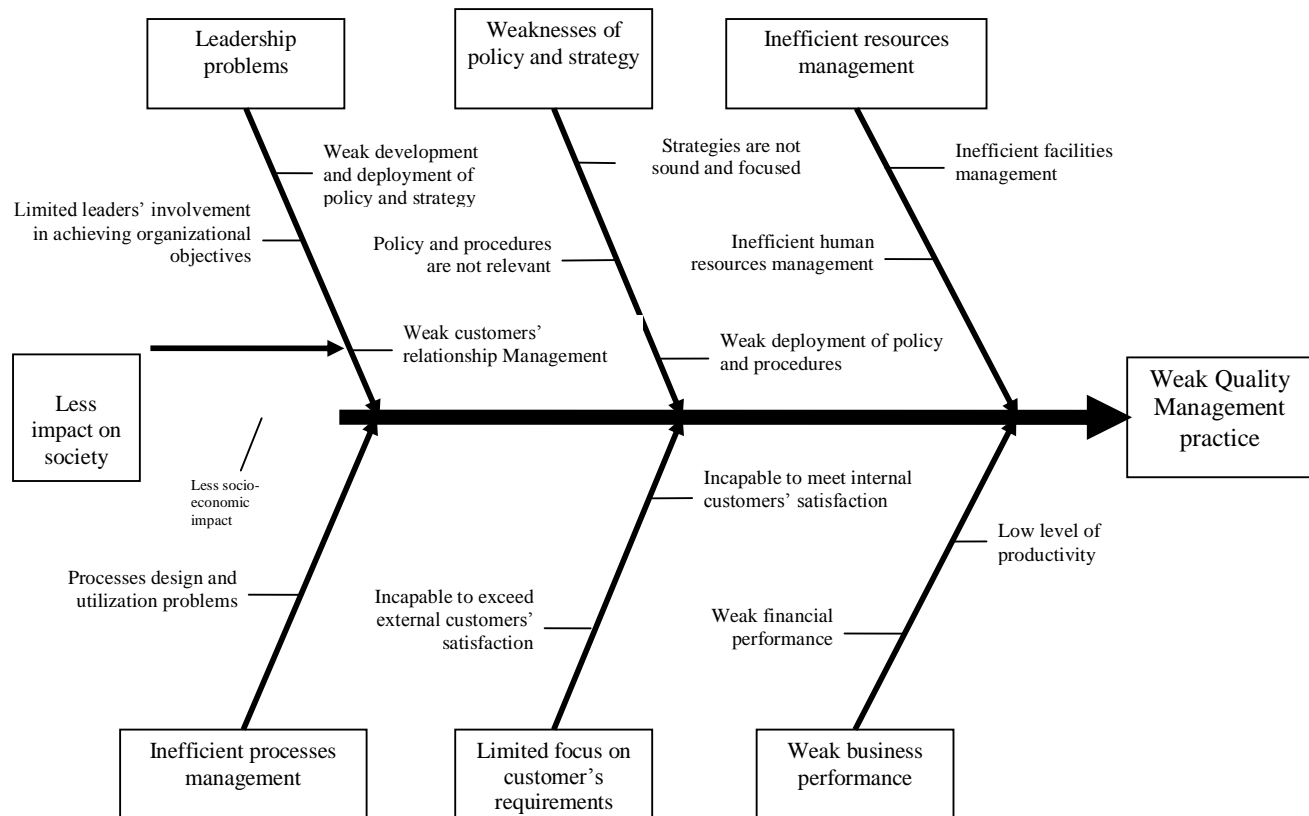 Leadership
problems
Weaknesses of
policy and strategy
Inefficient resources
management
Weak development
and deployment of
policy and strategy
Limited leaders’ involvement
in achieving organizational
objectives
Weak customers’
relationship Management
Strategies are not
sound and focused
Policy and procedures
are not relevant
Weak deployment of policy
and procedures
Inefficient facilities
management
Inefficient human
resources management
Less
impact on
society
Less socio-
economic
impact
Weak Quality
Management
practice
Processes design and
utilization problems
Incapable to meet internal
customers’ satisfaction
Incapable to exceed
external customers’
satisfaction
Low level of
productivity
Weak financial
performance
Inefficient processes
management
Limited focus on
customer’s
requirements
Weak business
performance